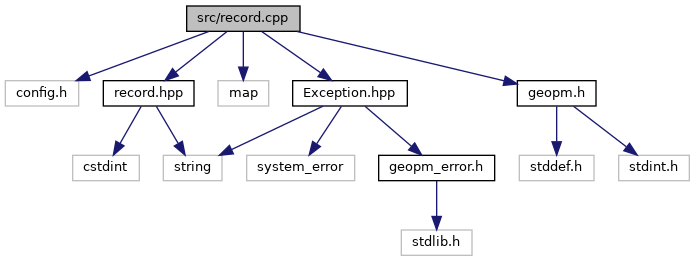 src/record.cpp
config.h
record.hpp
map
Exception.hpp
geopm.h
cstdint
string
system_error
geopm_error.h
stddef.h
stdint.h
stdlib.h